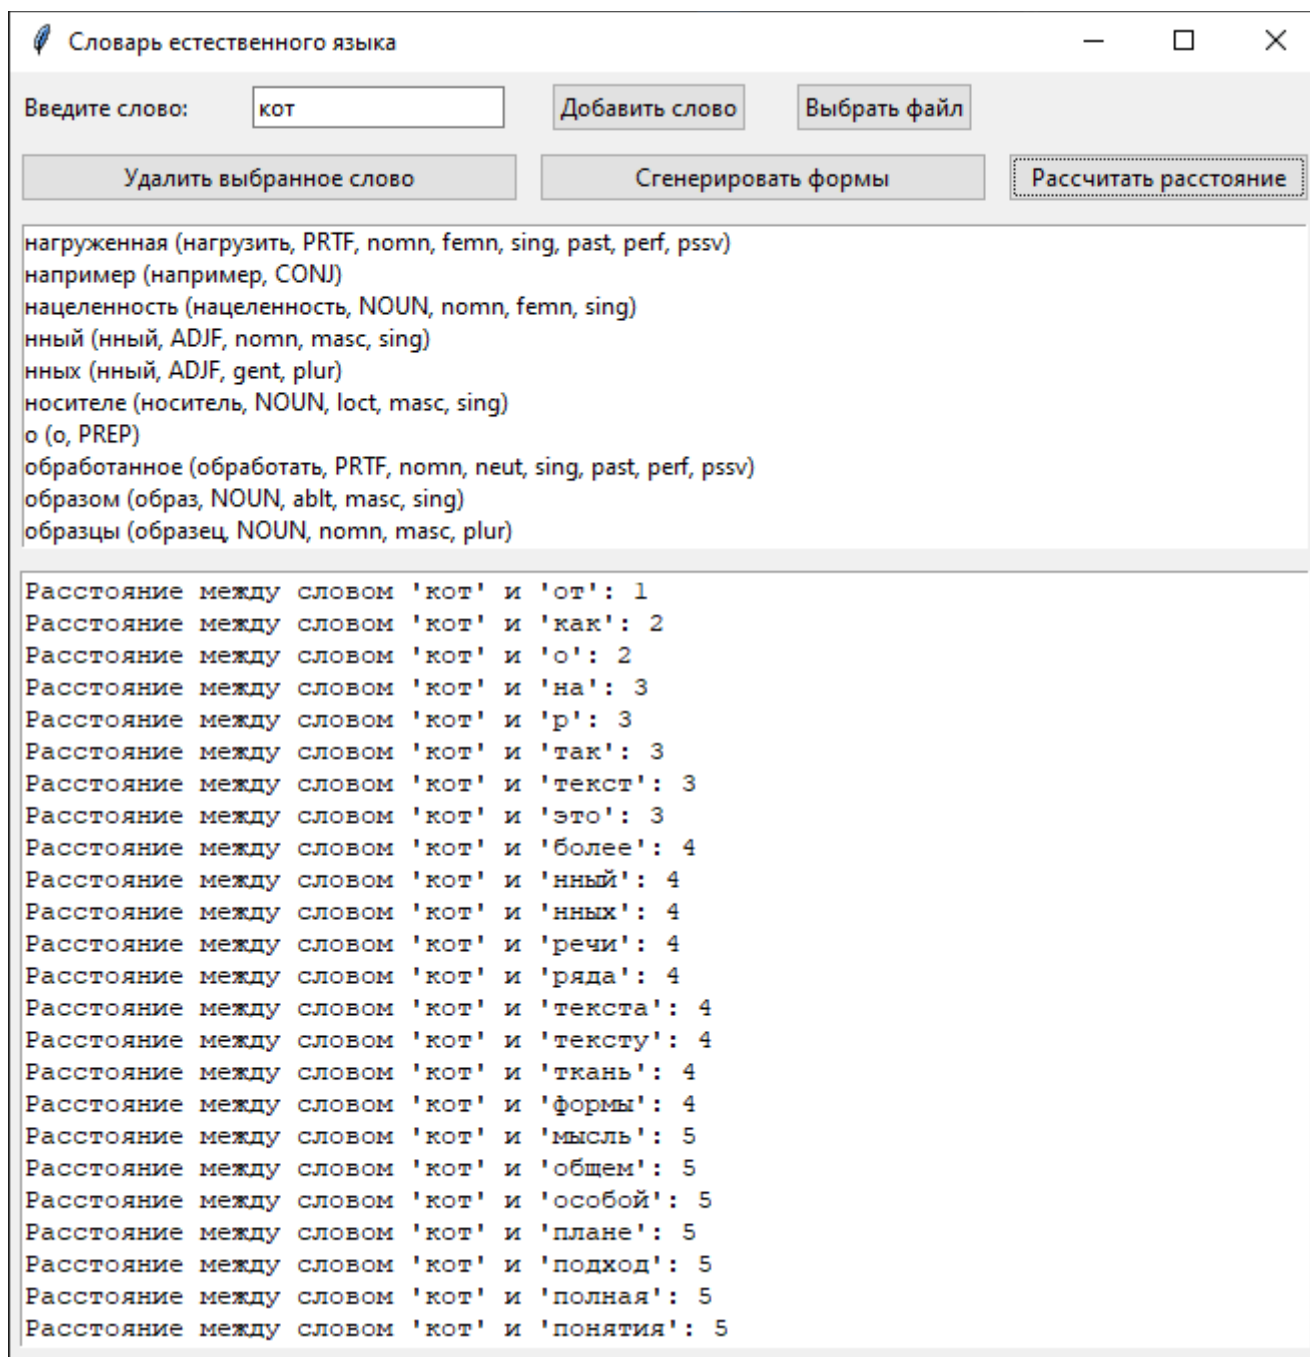 Словарь естественного языка
Введите слово: кот Добавить слово Выбрать файл
Удалить выбранное слово Сгенерировать формы Рассчитать расстояние
нагруженная (нагрузить, PRTF, nomn, femn, sing, past, perf, pssv)
например (например, CONJ)
нацеленность (нацеленность, NOUN, nomn, femn, sing)
нный (нный, ADJF, nomn, masc, sing)
нных (нный, ADJF, gent, plur)
носителе (носитель, NOUN, loct, masc, sing)
о (о, PREP)
обработанное (обработать, PRTF, nomn, neut, sing, past, perf, pssv)
образом (образ, NOUN, ablt, masc, sing)
образцы (образец, NOUN, nomn, masc, plur)
Расстояние между словом 'кот' и 'от': 1
Расстояние между словом 'кот' и 'как': 2
Расстояние между словом 'кот' и 'о': 2
Расстояние между словом 'кот' и 'на': 3
Расстояние между словом 'кот' и 'р': 3
Расстояние между словом 'кот' и 'так': 3
Расстояние между словом 'кот' и 'текст': 3
Расстояние между словом 'кот' и 'это': 3
Расстояние между словом 'кот' и 'более': 4
Расстояние между словом 'кот' и 'нный': 4
Расстояние между словом 'кот' и 'нных': 4
Расстояние между словом 'кот' и 'речи': 4
Расстояние между словом 'кот' и 'ряда': 4
Расстояние между словом 'кот' и 'текста': 4
Расстояние между словом 'кот' и 'тексту': 4
Расстояние между словом 'кот' и 'ткань': 4
Расстояние между словом 'кот' и 'формы': 4
Расстояние между словом 'кот' и 'мысль': 5
Расстояние между словом 'кот' и 'общем': 5
Расстояние между словом 'кот' и 'особой': 5
Расстояние между словом 'кот' и 'плане': 5
Расстояние между словом 'кот' и 'подход': 5
Расстояние между словом 'кот' и 'полная': 5
Расстояние между словом 'кот' и 'понятия': 5